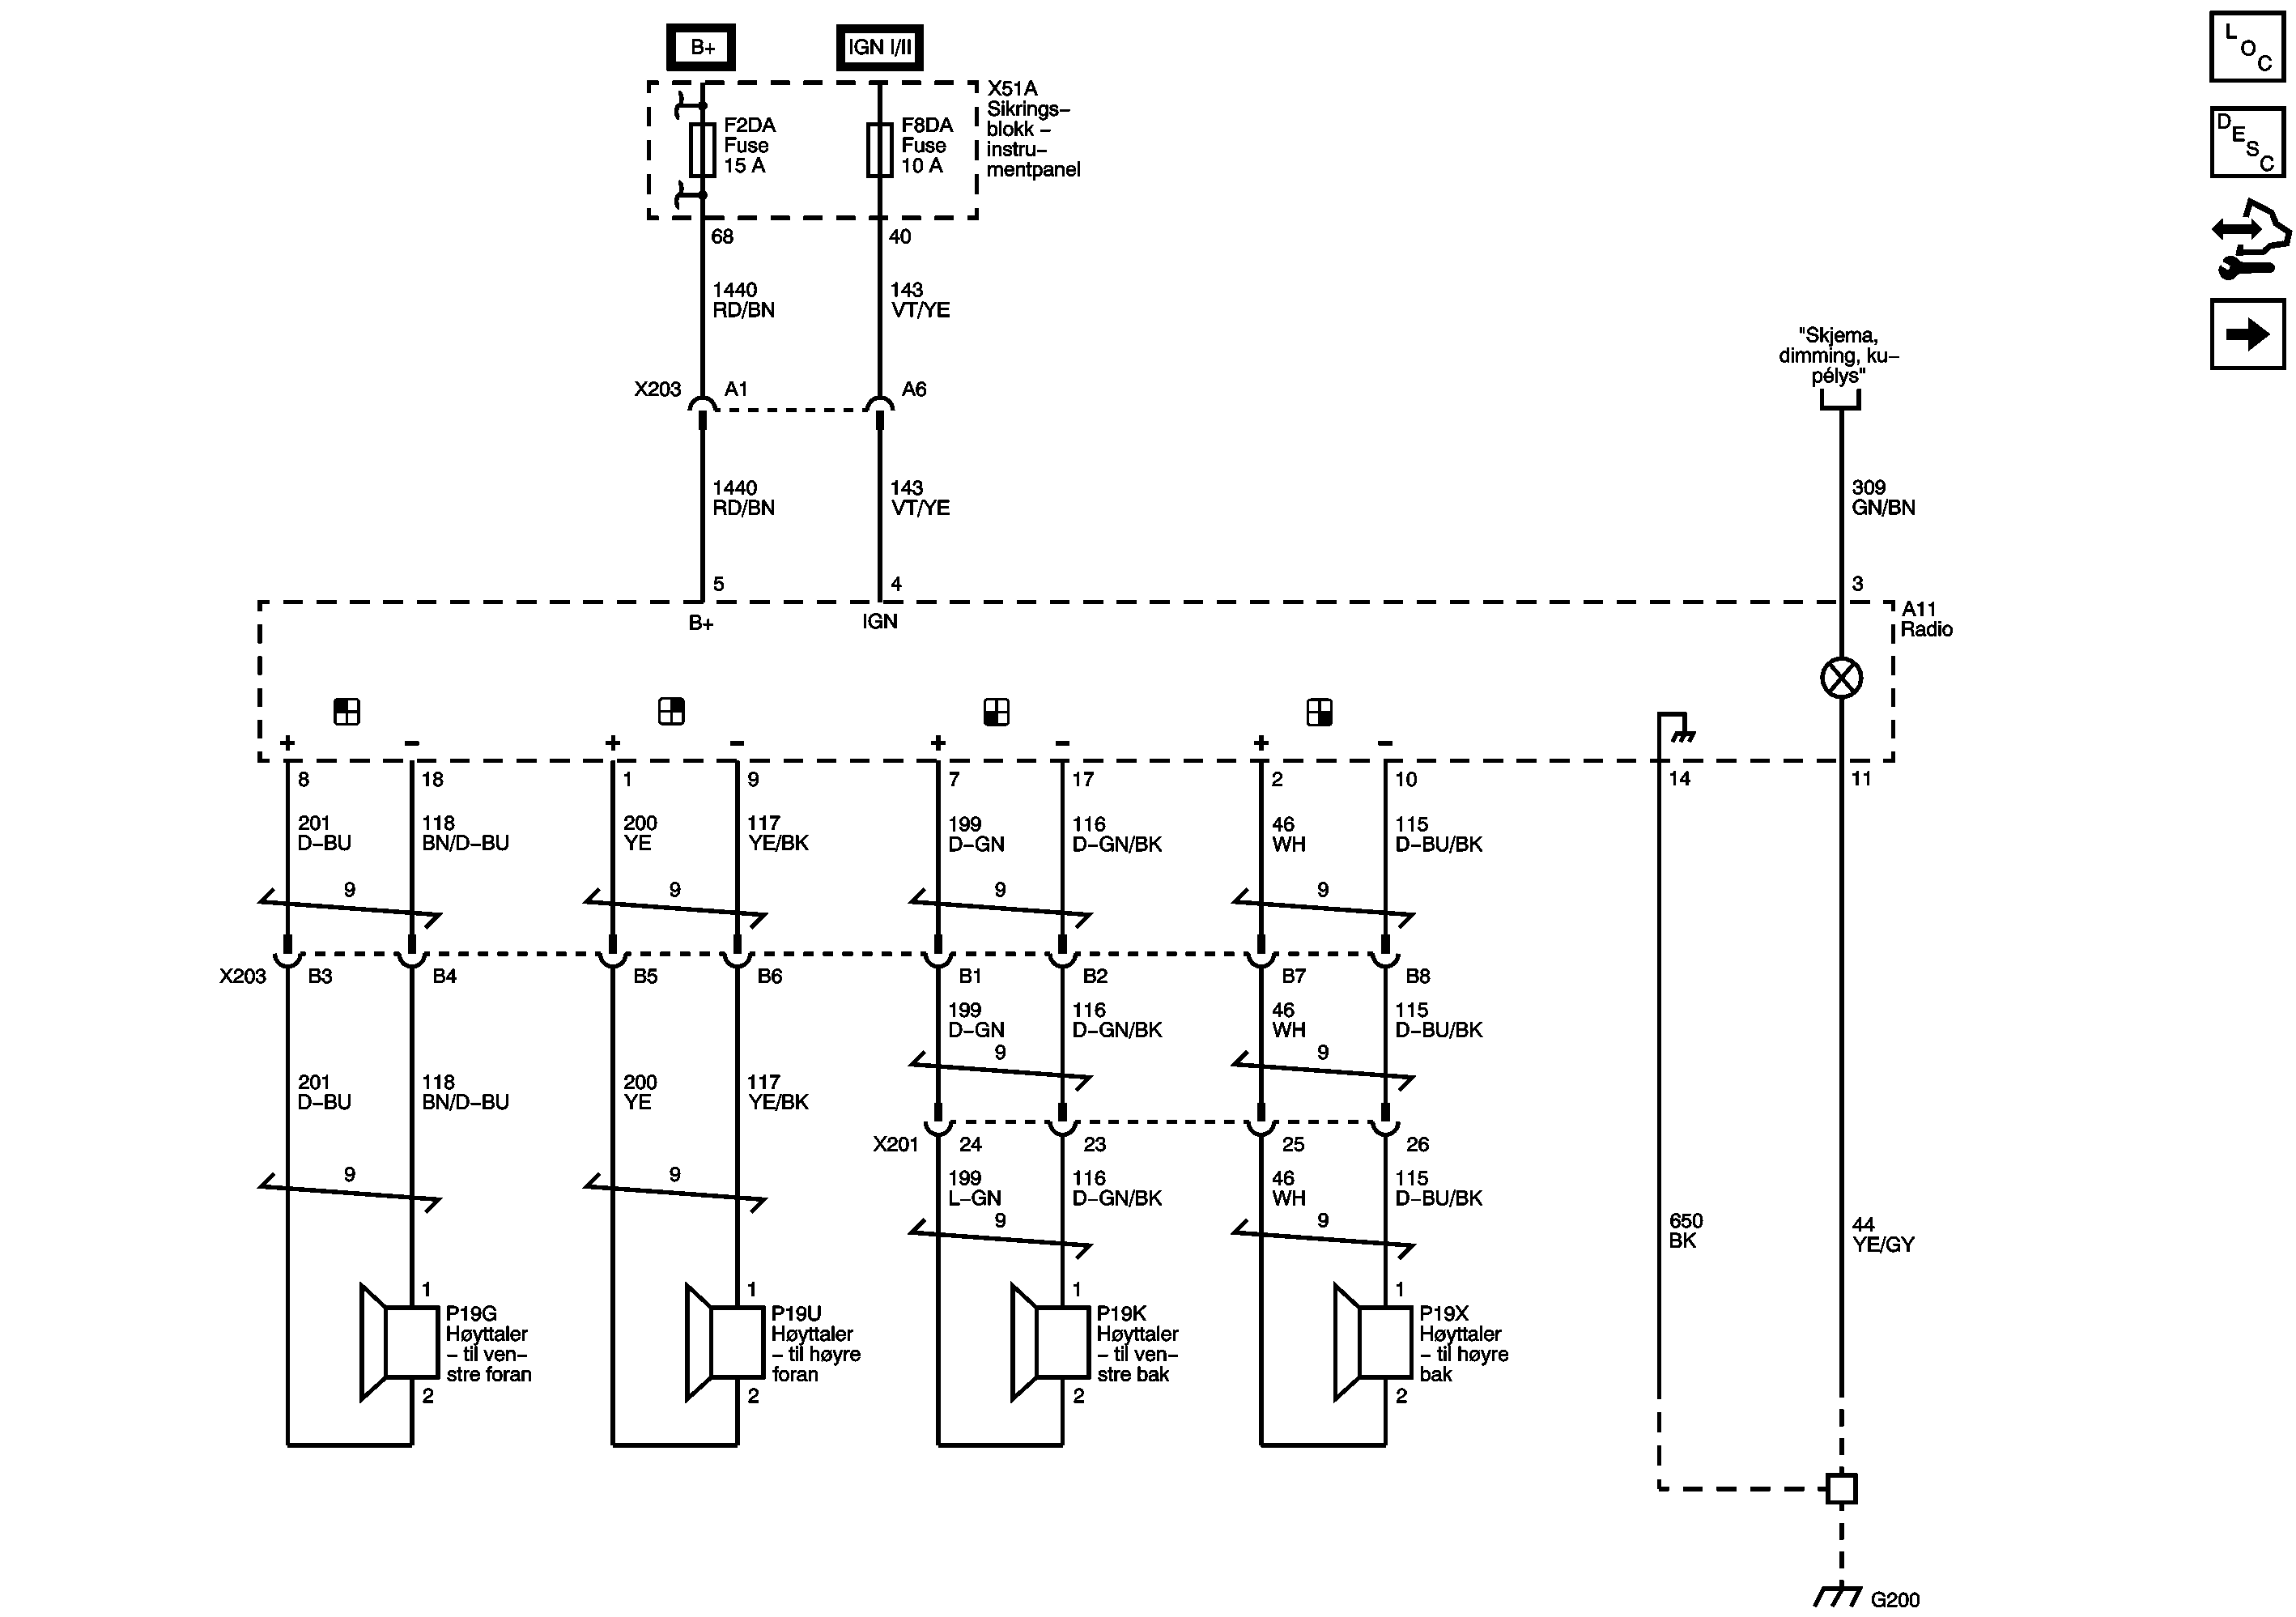 B+
IGN I/II
L
O
C
X51A
Sikrings–
blokk –
instru–
mentpanel
F2DA
Fuse
15 A
F8DA
Fuse
10 A
D
E
S
C
68
40
1440
RD/BN
143
VT/YE
"Skjema,
dimming, ku–
pélys"
X203
A1
A6
1440
RD/BN
143
VT/YE
309
GN/BN
5
4
3
B+
IGN
A11
Radio
+
–
+
–
+
–
+
–
8
18
1
9
7
17
2
10
14
11
201
D–BU
118
BN/D–BU
200
YE
117
YE/BK
199
D–GN
116
D–GN/BK
46
WH
115
D–BU/BK
9
9
9
9
X203
B3
B4
B5
B6
B1
B2
B7
B8
199
D–GN
116
D–GN/BK
46
WH
115
D–BU/BK
9
9
201
D–BU
118
BN/D–BU
200
YE
117
YE/BK
X201
24
23
25
26
199
L–GN
116
D–GN/BK
46
WH
115
D–BU/BK
9
9
9
9
650
BK
44
YE/GY
1
1
1
1
P19G
Høyttaler
– til ven–
stre foran
P19U
Høyttaler
– til høyre
foran
P19K
Høyttaler
– til ven–
stre bak
P19X
Høyttaler
– til høyre
bak
2
2
2
2
G200